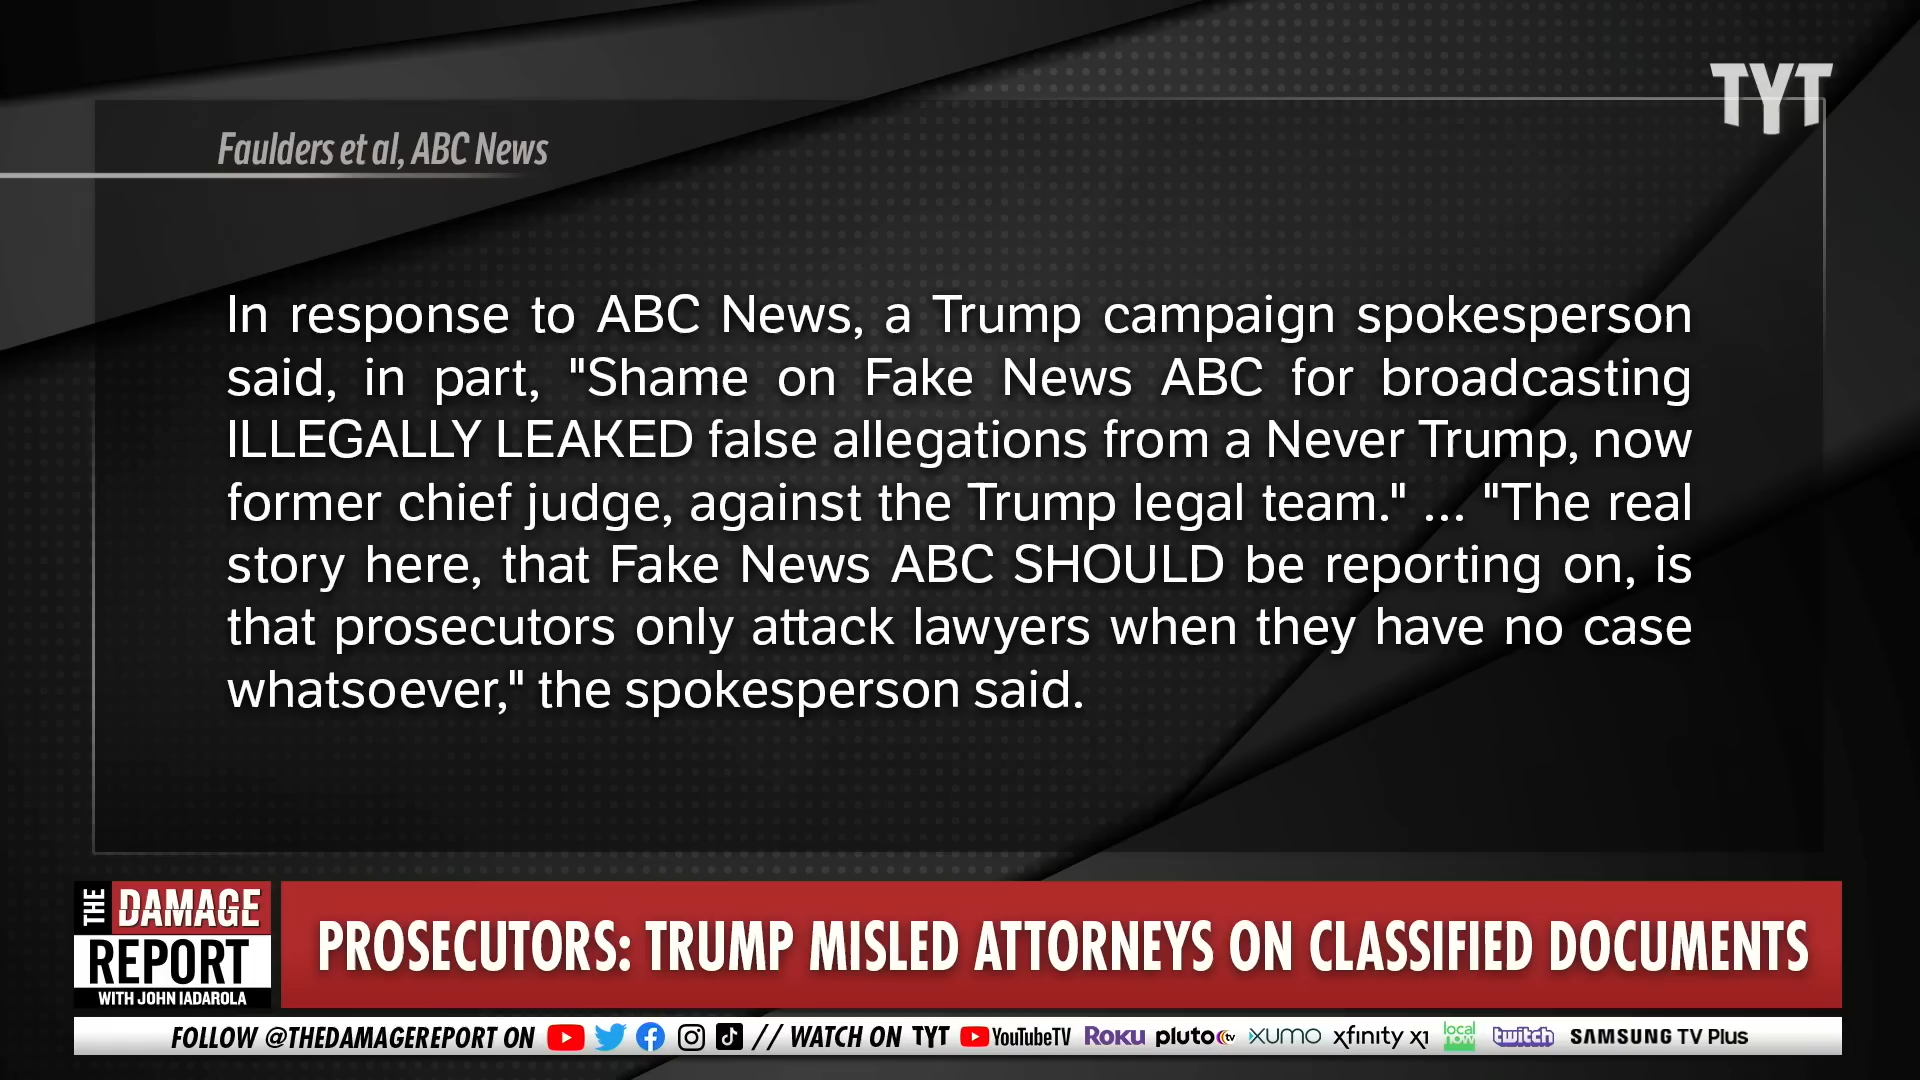 TYT
Faulders et al, ABC News
In response to ABC News, a Trump campaign spokesperson
said, in part, "Shame on Fake News ABC for broadcasting
ILLEGALLY LEAKED false allegations from a Never Trump, now
former chief judge, against the Trump legal team." ... "The real
story here, that Fake News ABC SHOULD be reporting on, is
that prosecutors only attack lawyers when they have no case
whatsoever," the spokesperson said.
THE DAMAGE
REPORT
WITH JOHN IADAROLA
PROSECUTORS: TRUMP MISLED ATTORNEYS ON CLASSIFIED DOCUMENTS
FOLLOW @THEDAMAGEREPORT ON // WATCH ON TYT YouTubeTV ROKU pluto tv XUMO xfinity x1 local now twitch SAMSUNG TV Plus